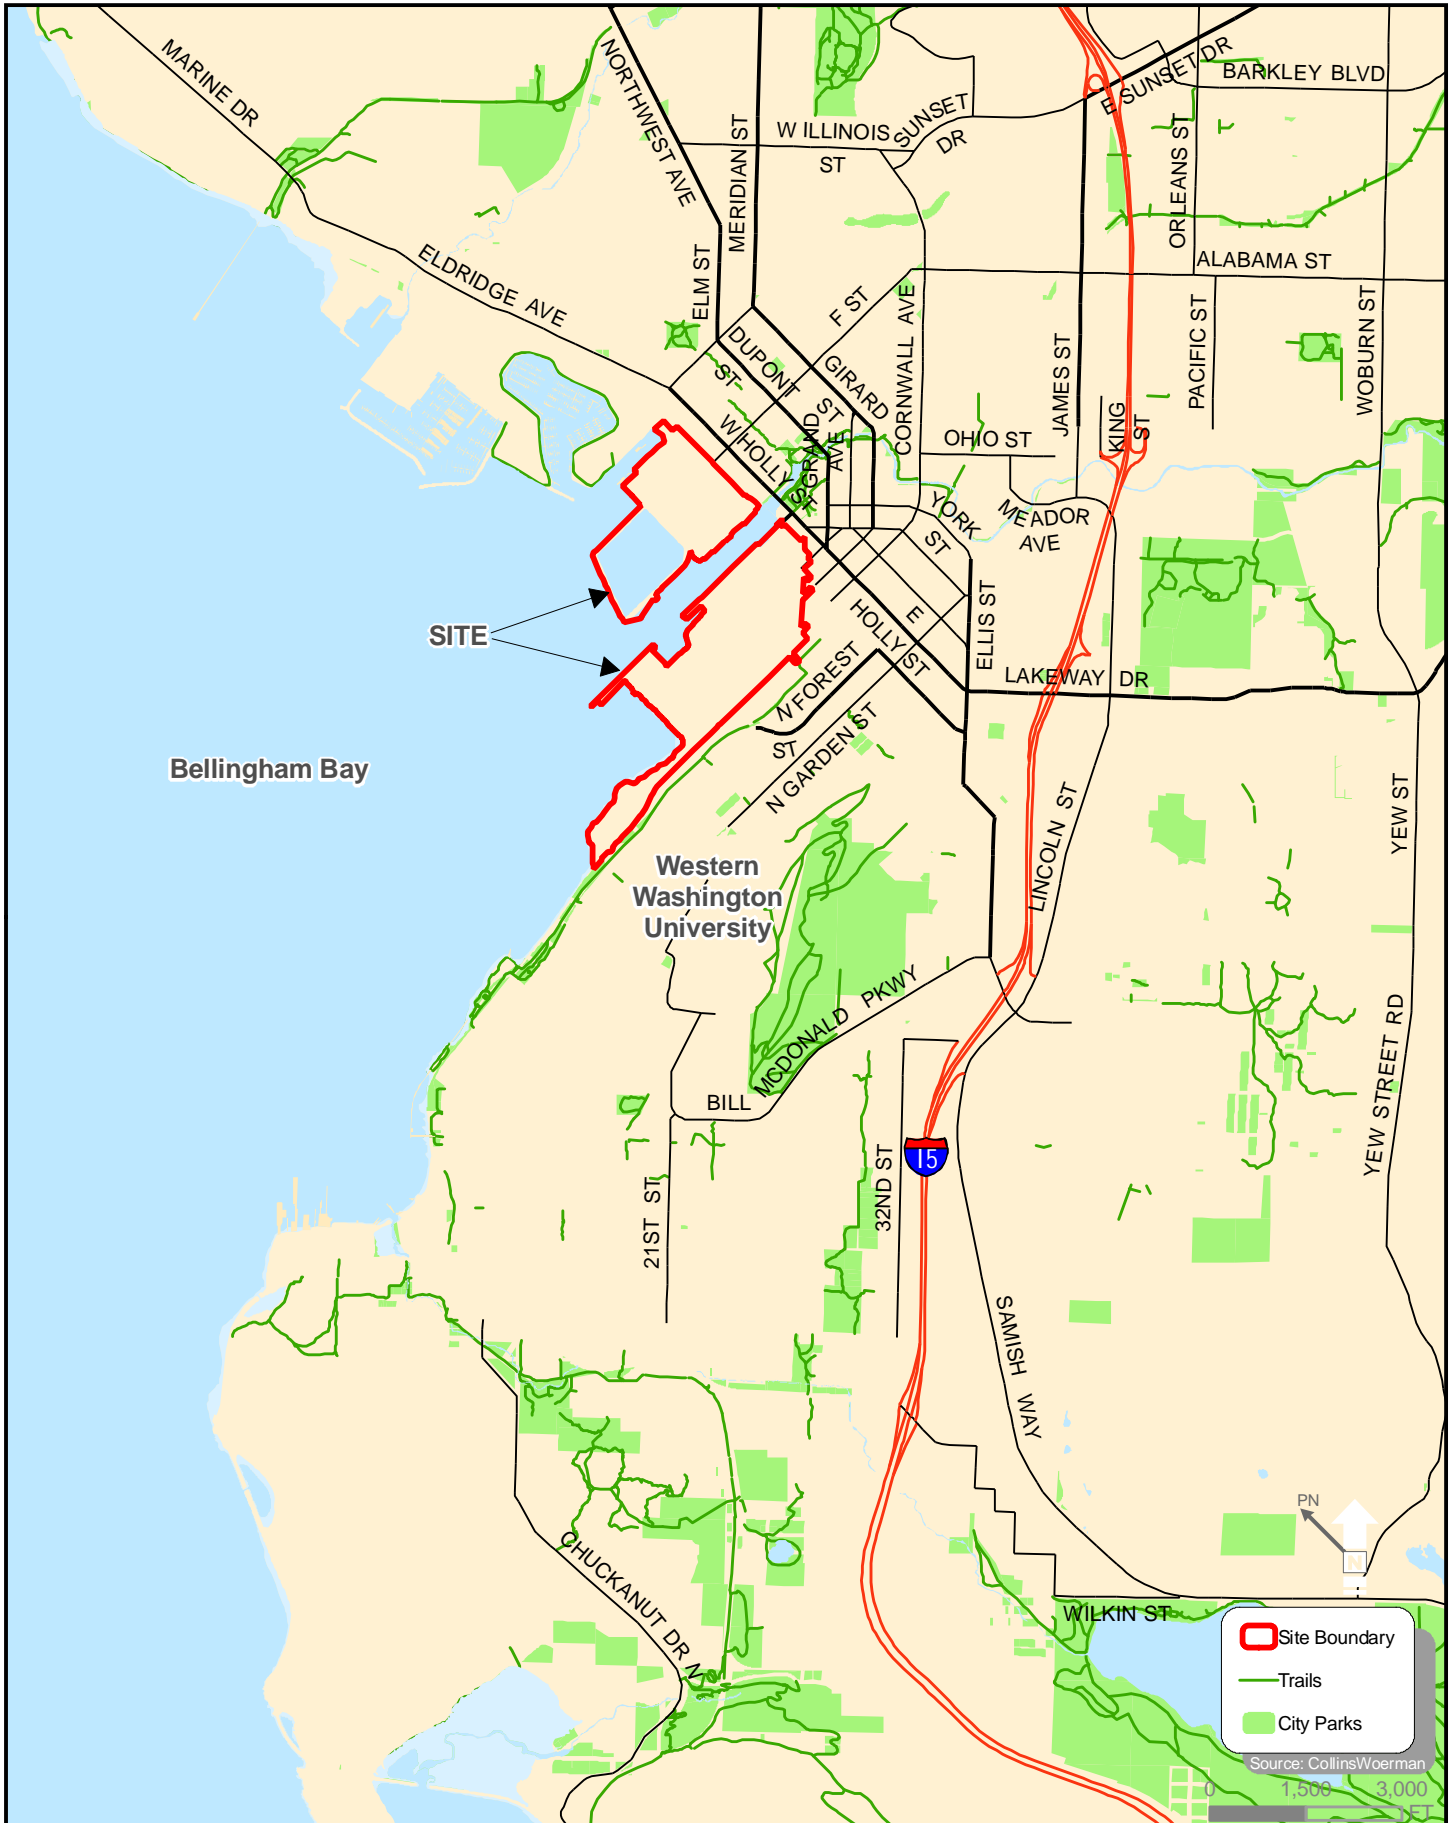 MARINE DR
NORTHWEST AVE
MERIDIAN ST
W ILLINOIS
ST
SUNSET
DR
E SUNSET DR
BARKLEY BLVD
ORLEANS ST
ALABAMA ST
ELDRIDGE AVE
ELM ST
F ST
CORNWALL AVE
JAMES ST
PACIFIC ST
WOBURN ST
DUPONT
ST
GIRARD
ST
KING
ST
W HOLLY ST
GRAND
AVE
OHIO ST
YORK
ST
MEADOR
AVE
SITE
E
HOLLY ST
ELLIS ST
N FOREST
ST
LAKEWAY DR
N GARDEN ST
Bellingham Bay
LINCOLN ST
YEW ST
Western
Washington
University
BILL
MCDONALD PKWY
YEW STREET RD
21ST ST
32ND ST
I5
SAMISH WAY
CHUCKANUT DR N
PN
N
WILKIN ST
Site Boundary
Trails
City Parks
Source: CollinsWoerman
0 1,500 3,000
FT